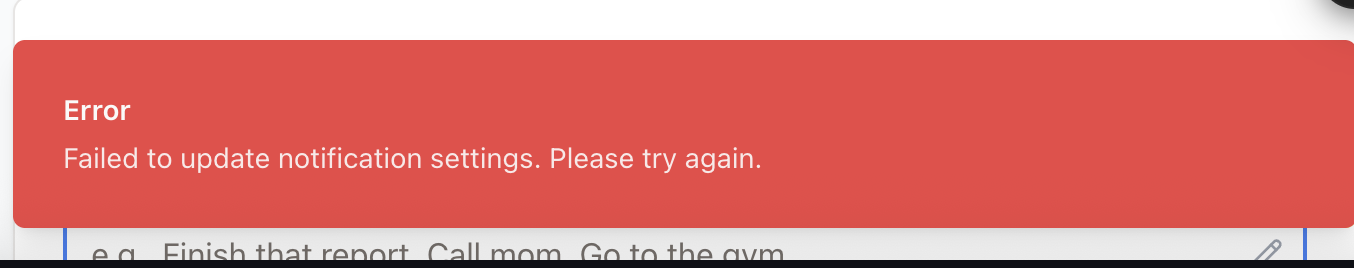 Error
Failed to update notification settings. Please try again.
e.g., Finish that report, Call mom, Go to the gym